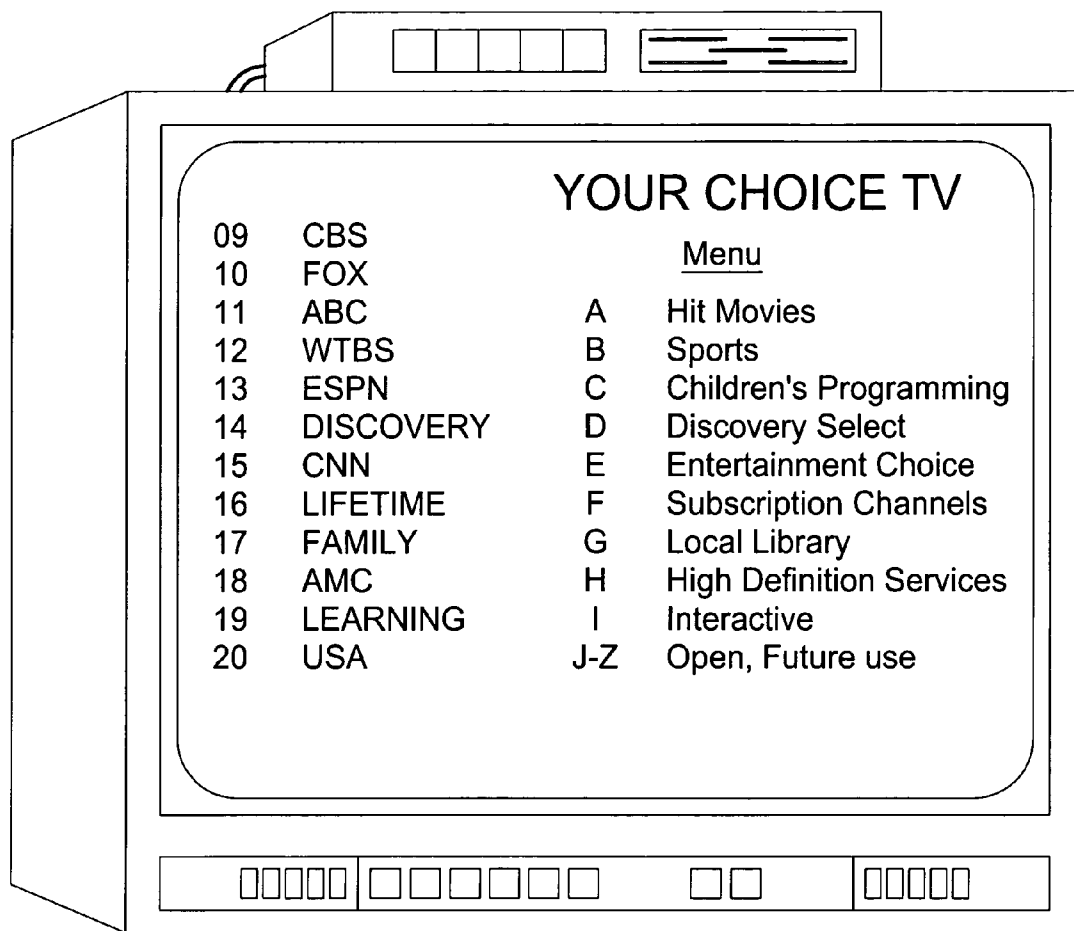 YOUR CHOICE TV
Menu
09 CBS
10 FOX
11 ABC
12 WTBS
13 ESPN
14 DISCOVERY
15 CNN
16 LIFETIME
17 FAMILY
18 AMC
19 LEARNING
20 USA
A Hit Movies
B Sports
C Children's Programming
D Discovery Select
E Entertainment Choice
F Subscription Channels
G Local Library
H High Definition Services
I Interactive
J-Z Open, Future use